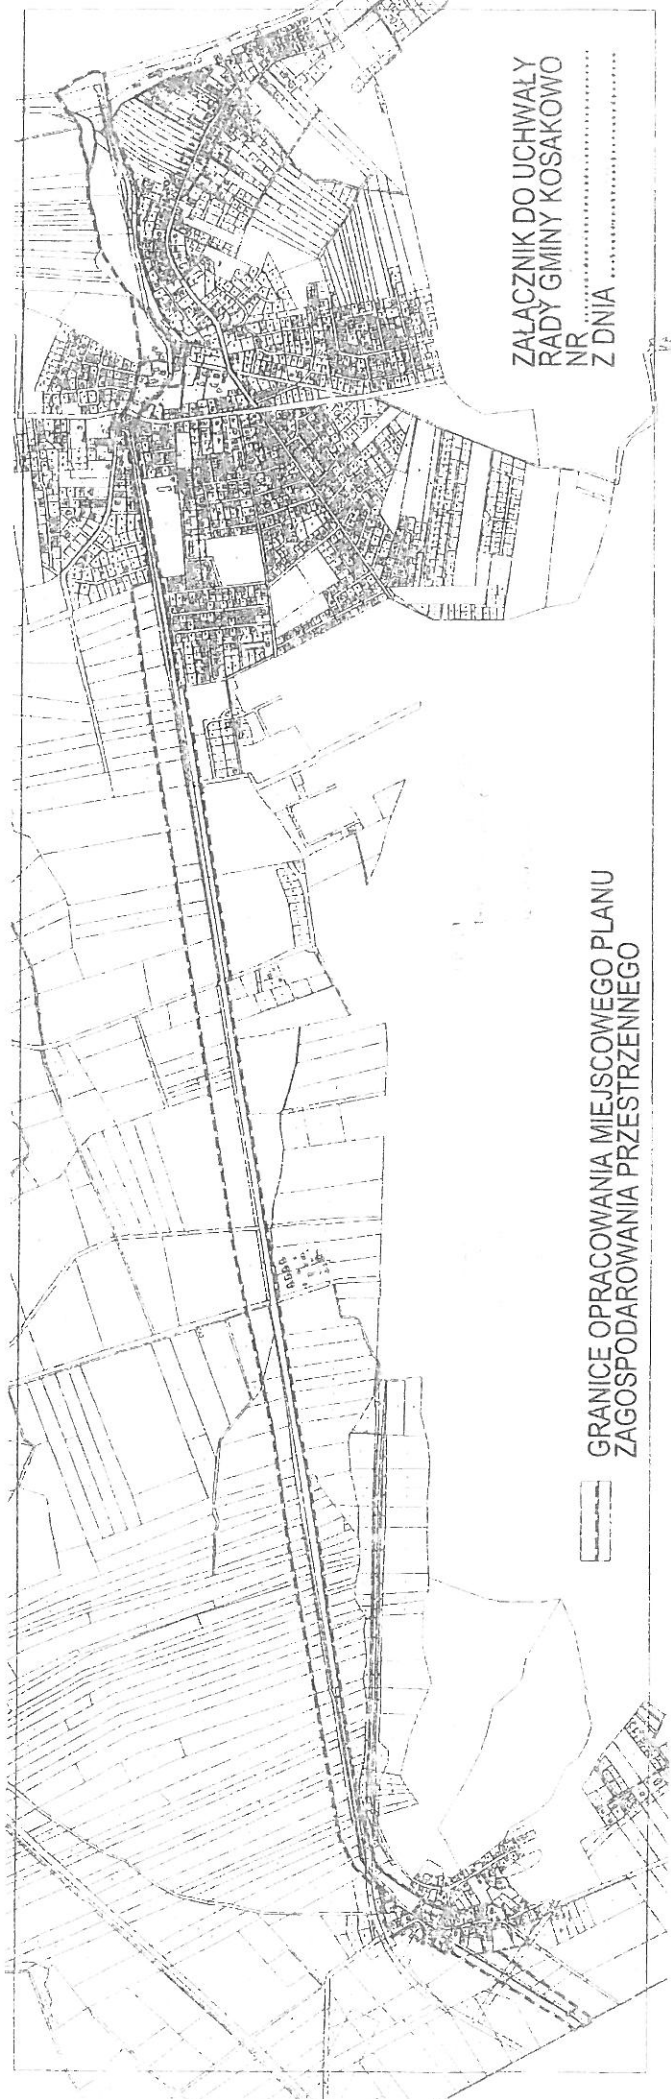 ZAŁĄCZNIK DO UCHWAŁY
RADY GMINY KOSAKOWO
NR ........................
Z DNIA ........................
GRANICE OPRACOWANIA MIEJSCOWEGO PLANU
ZAGOSPODAROWANIA PRZESTRZENNEGO